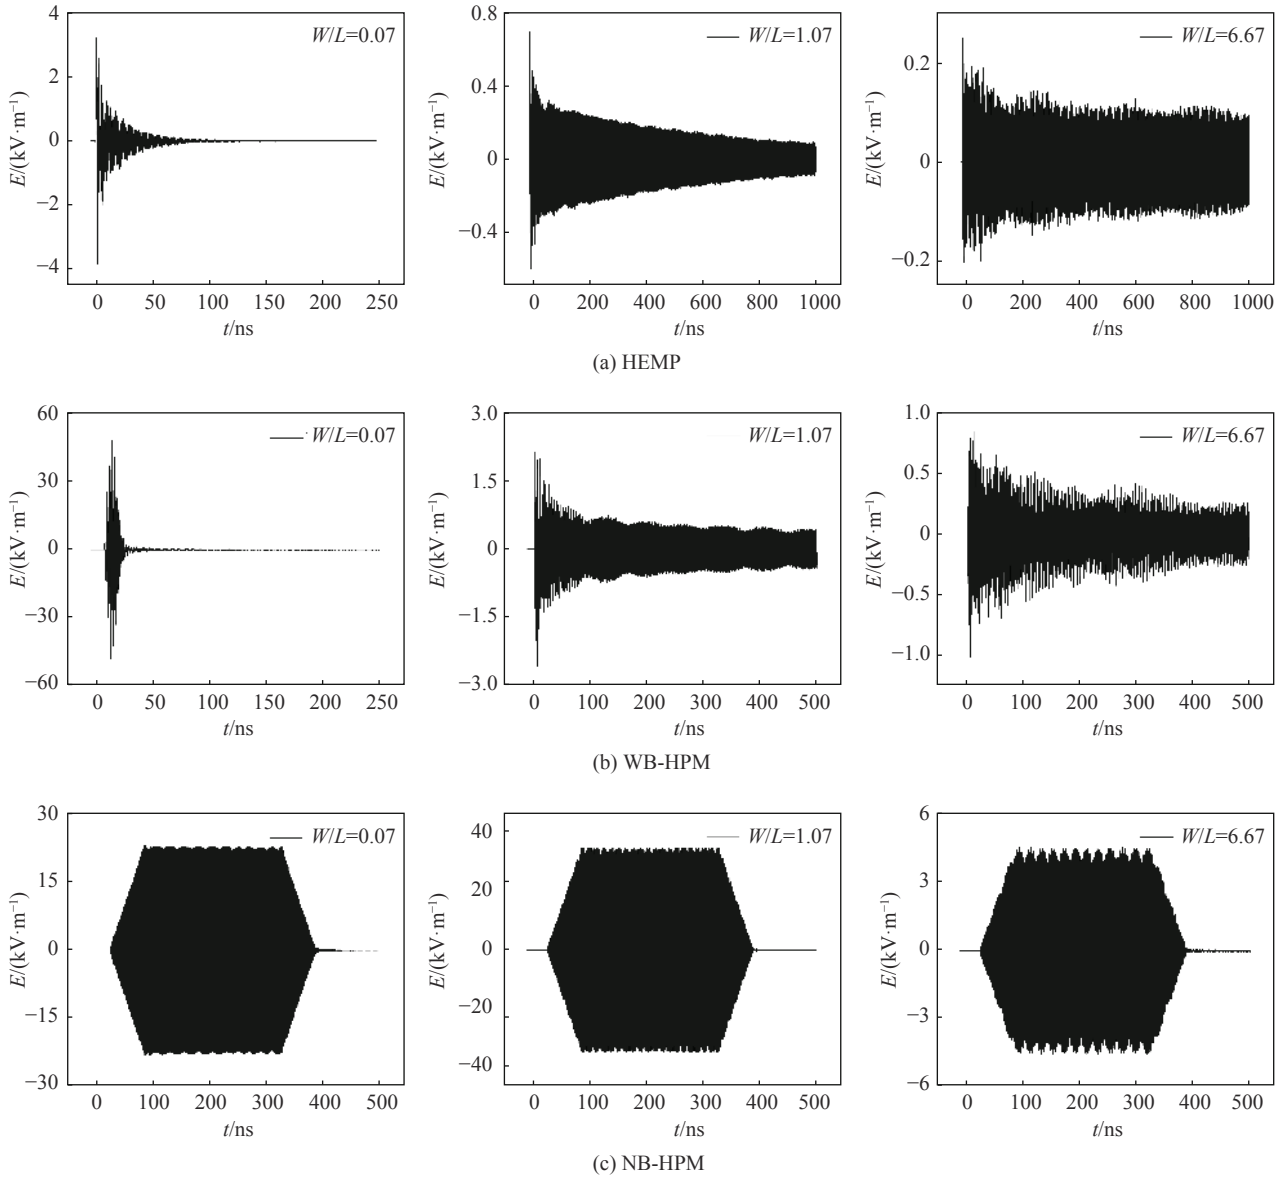 W/L=0.07
4
2
0
−2
−4
E/(kV·m⁻¹)
0 50 100 150 200 250
t/ns
W/L=1.07
0.8
0.4
0
−0.4
E/(kV·m⁻¹)
0 200 400 600 800 1000
t/ns
W/L=6.67
0.2
0
−0.2
E/(kV·m⁻¹)
0 200 400 600 800 1000
t/ns
(a) HEMP
W/L=0.07
60
30
0
−30
−60
E/(kV·m⁻¹)
0 50 100 150 200 250
t/ns
W/L=1.07
3.0
1.5
0
−1.5
−3.0
E/(kV·m⁻¹)
0 100 200 300 400 500
t/ns
W/L=6.67
1.0
0.5
0
−0.5
−1.0
E/(kV·m⁻¹)
0 100 200 300 400 500
t/ns
(b) WB-HPM
W/L=0.07
30
15
0
−15
−30
E/(kV·m⁻¹)
0 100 200 300 400 500
t/ns
W/L=1.07
40
20
0
−20
−40
E/(kV·m⁻¹)
0 100 200 300 400 500
t/ns
W/L=6.67
6
3
0
−3
−6
E/(kV·m⁻¹)
0 100 200 300 400 500
t/ns
(c) NB-HPM